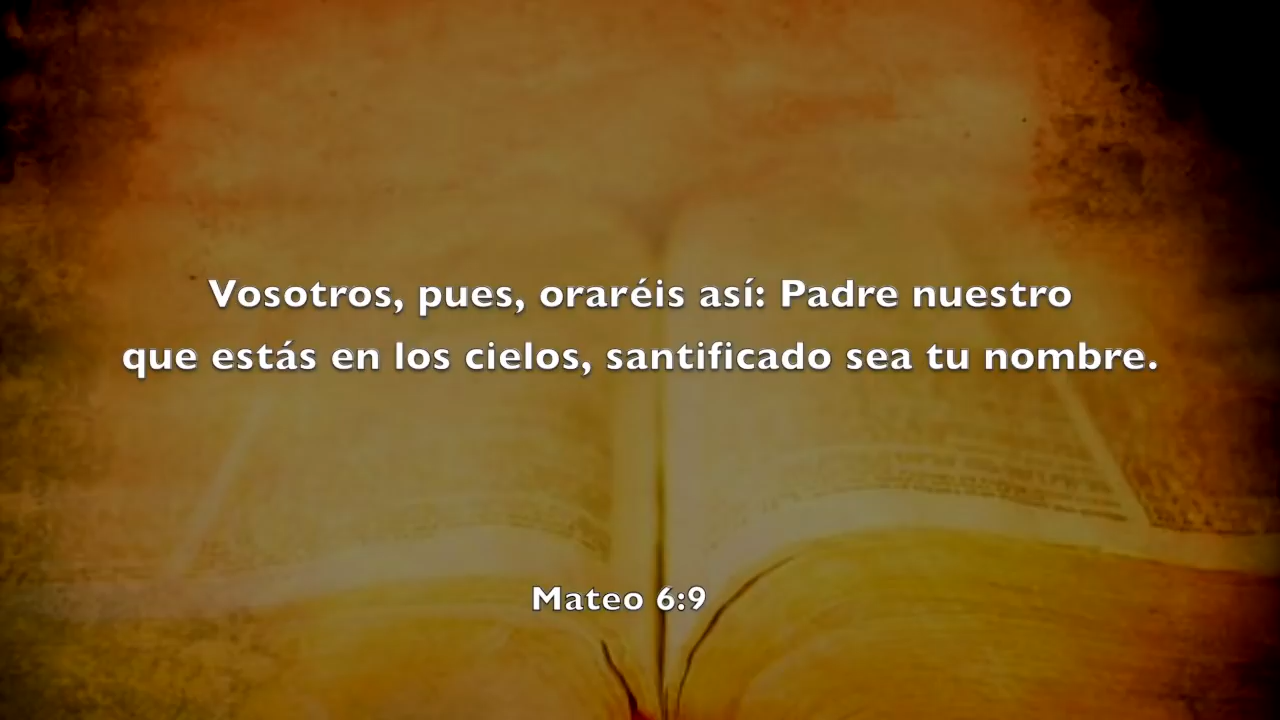 Vosotros, pues, oraréis así: Padre nuestro
que estás en los cielos, santificado sea tu nombre.
Mateo 6:9